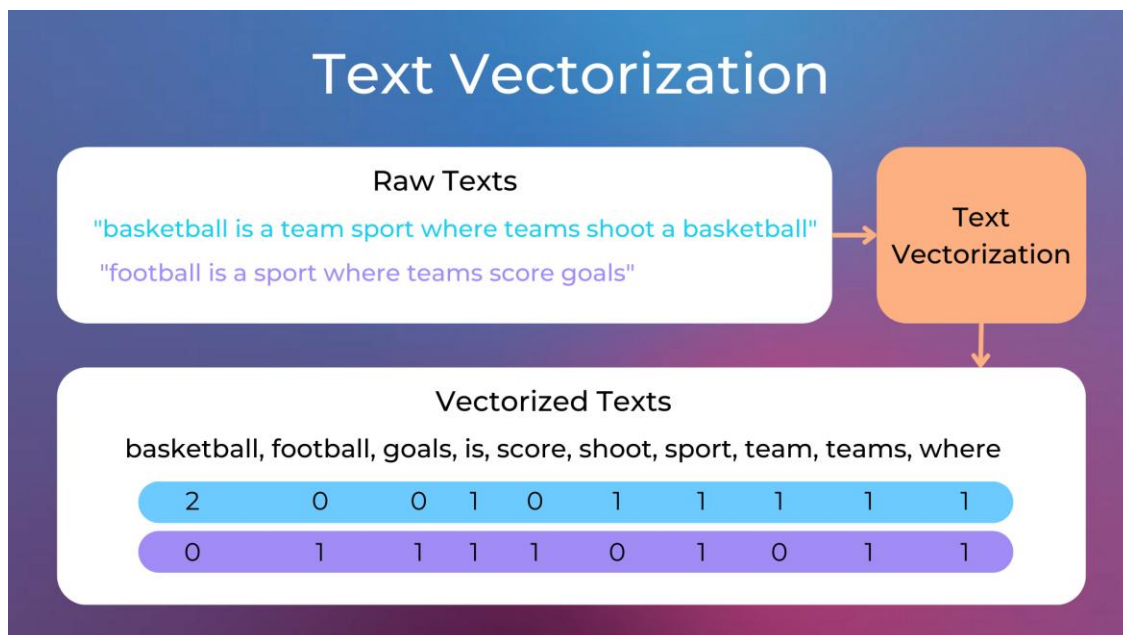 Text Vectorization
Raw Texts
"basketball is a team sport where teams shoot a basketball"
"football is a sport where teams score goals"
Text
Vectorization
Vectorized Texts
basketball, football, goals, is, score, shoot, sport, team, teams, where
2 0 0 1 0 1 1 1 1 1
0 1 1 1 1 0 1 0 1 1